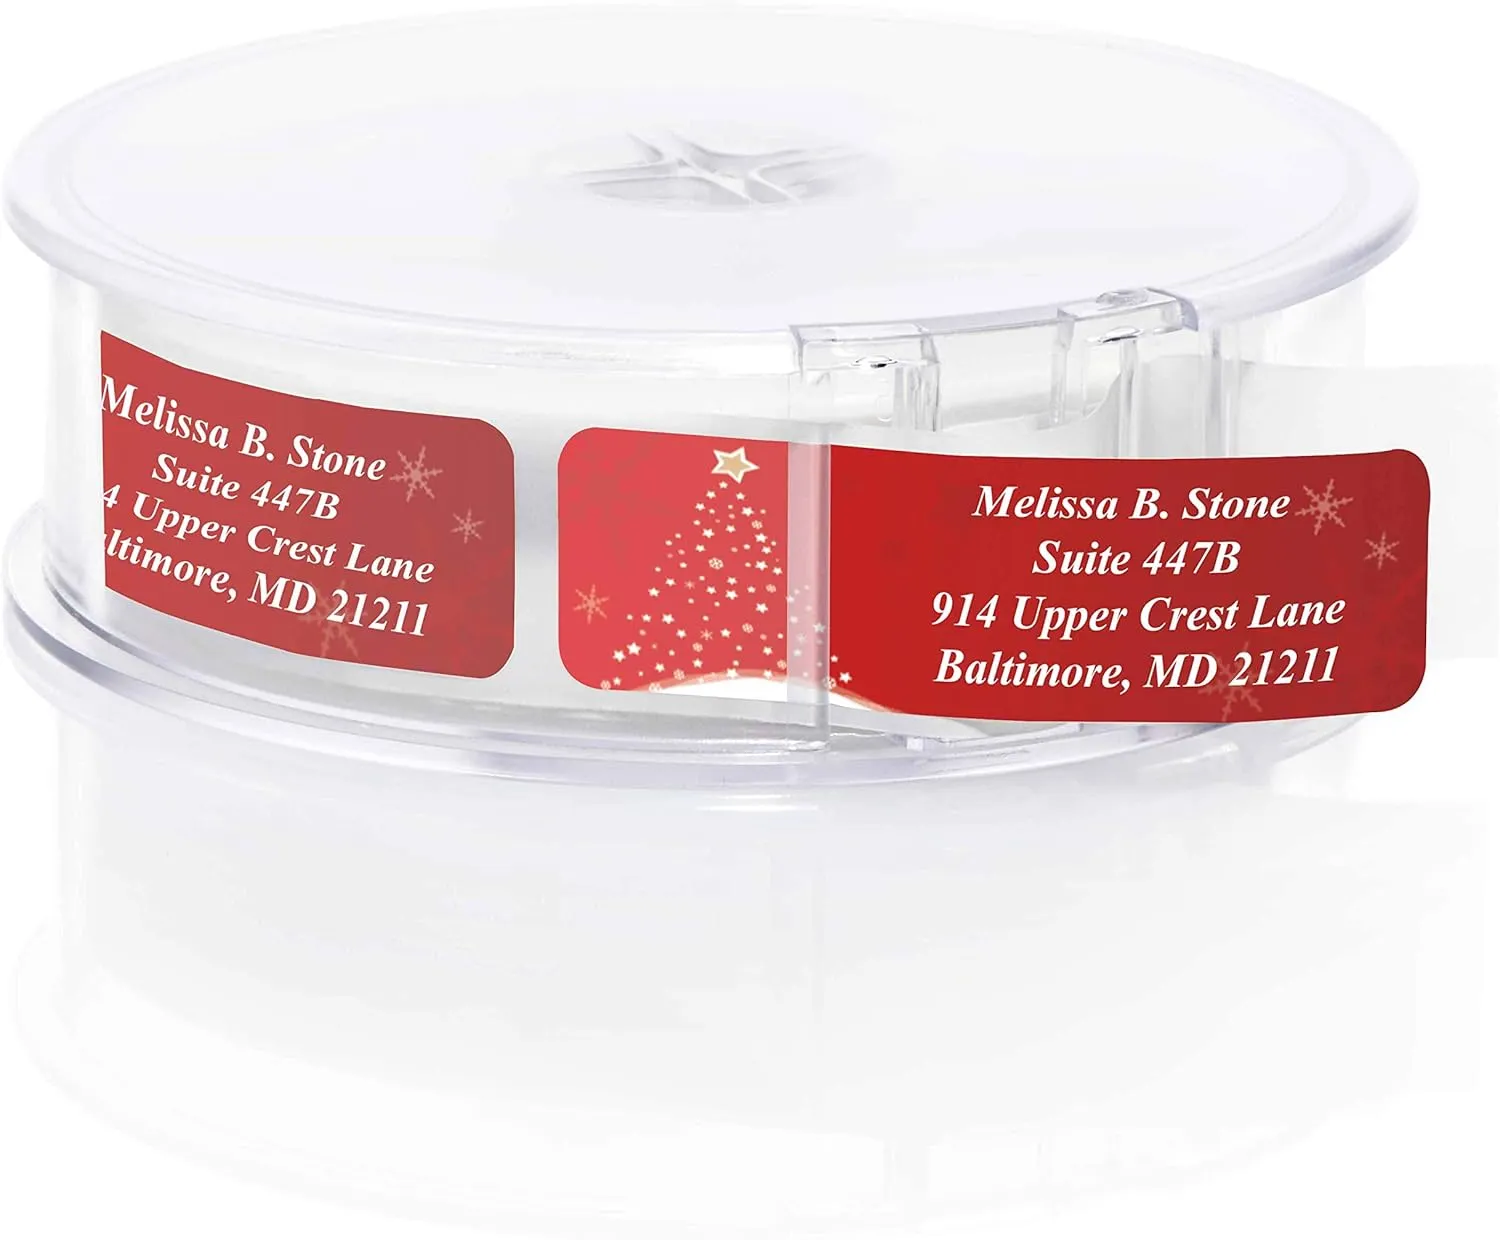 Melissa B. Stone
Suite 447B
4 Upper Crest Lane
ltimore, MD 21211
Melissa B. Stone
Suite 447B
914 Upper Crest Lane
Baltimore, MD 21211